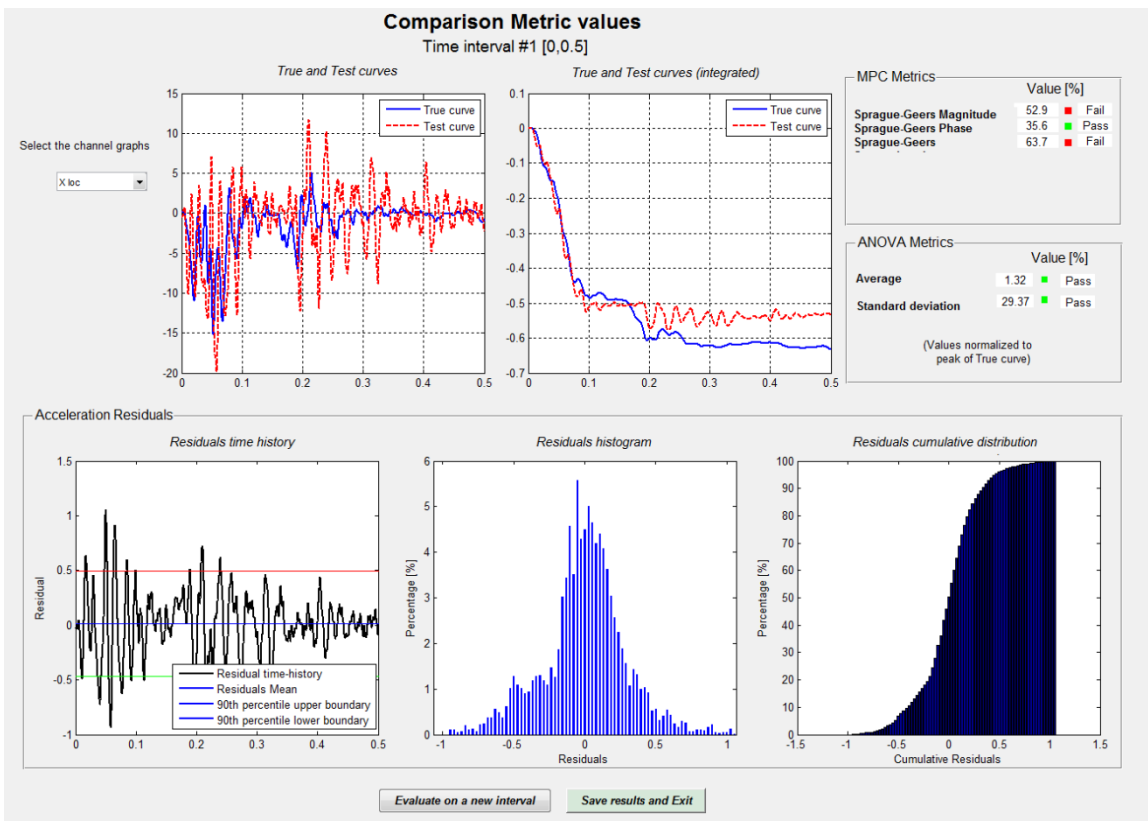 Comparison Metric values
Time interval #1 [0,0.5]
True and Test curves
True and Test curves (integrated)
MPC Metrics
Value [%]
Sprague-Geers Magnitude 52.9 Fail
Sprague-Geers Phase 35.6 Pass
Sprague-Geers 63.7 Fail
Select the channel graphs
X loc
True curve
Test curve
15
10
5
0
-5
-10
-15
-20
0 0.1 0.2 0.3 0.4 0.5
True curve
Test curve
0.1
0
-0.1
-0.2
-0.3
-0.4
-0.5
-0.6
-0.7
0 0.1 0.2 0.3 0.4 0.5
ANOVA Metrics
Value [%]
Average 1.32 Pass
Standard deviation 29.37 Pass
(Values normalized to
peak of True curve)
Acceleration Residuals
Residuals time history
Residual
1.5
1
0.5
0
-0.5
-1
0 0.1 0.2 0.3 0.4 0.5
Residual time-history
Residuals Mean
90th percentile upper boundary
90th percentile lower boundary
Residuals histogram
Percentage [%]
6
5
4
3
2
1
0
-1 -0.5 0 0.5 1
Residuals
Residuals cumulative distribution
Percentage [%]
100
90
80
70
60
50
40
30
20
10
0
-1.5 -1 -0.5 0 0.5 1 1.5
Cumulative Residuals
Evaluate on a new interval
Save results and Exit